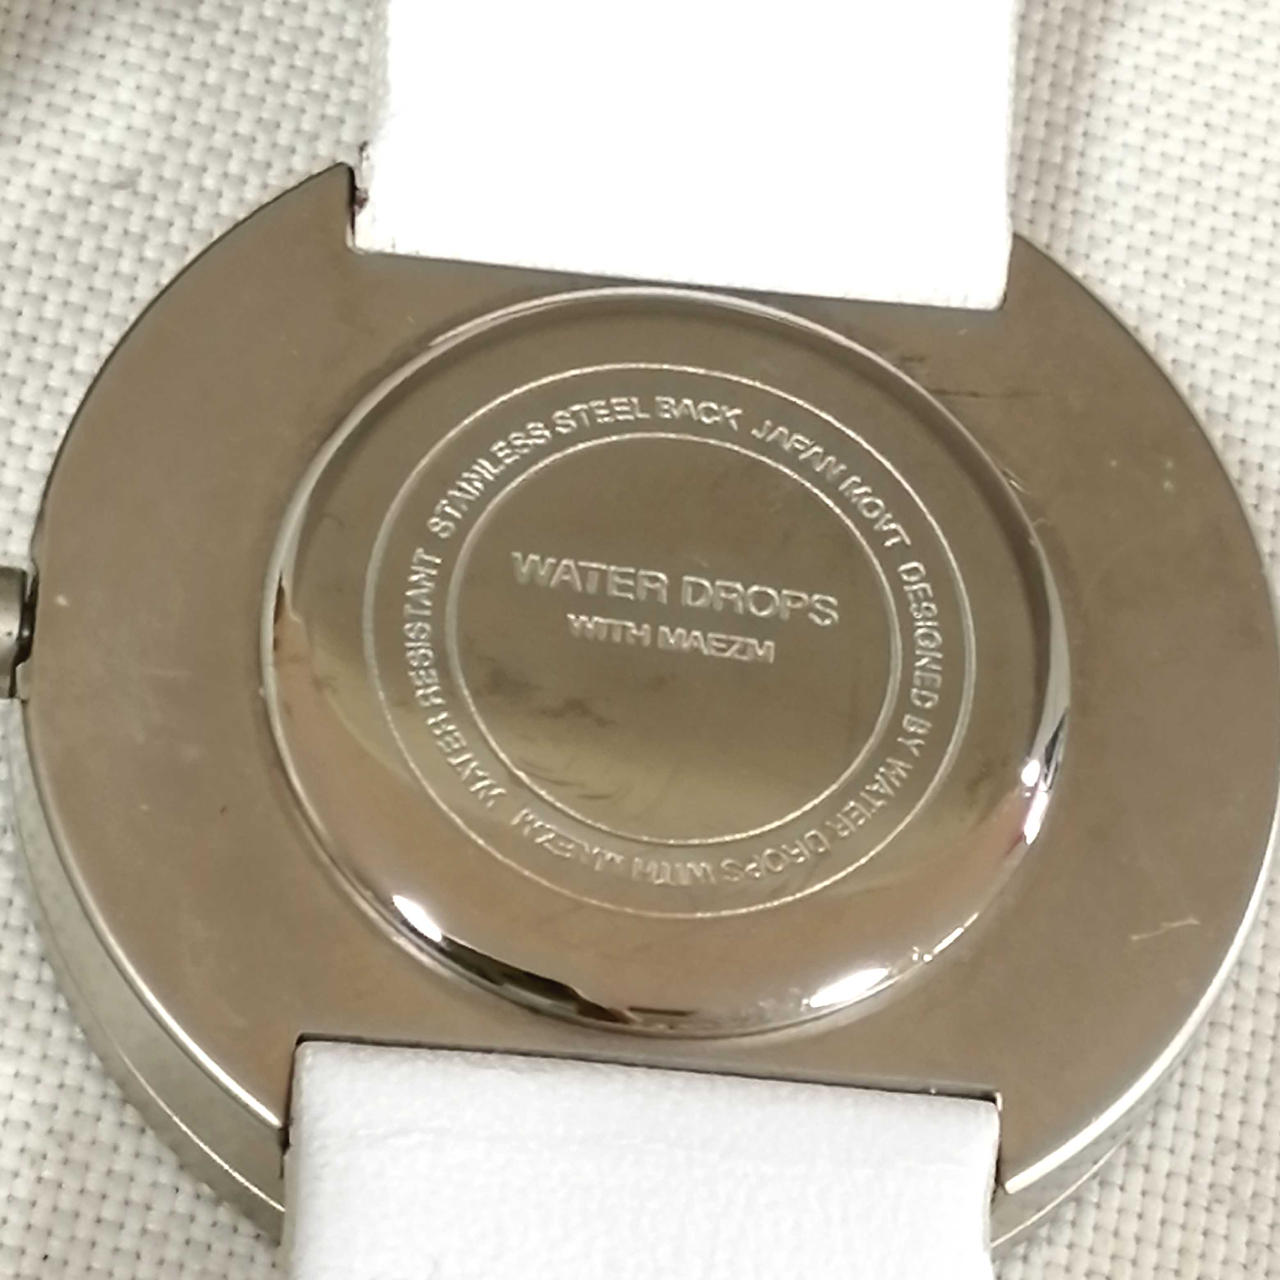 WATER DROPS
WITH MAEZM
WATER RESISTANT STAINLESS STEEL BACK JAPAN MOVT DESIGNED BY WATER DROPS WITH MAEZM